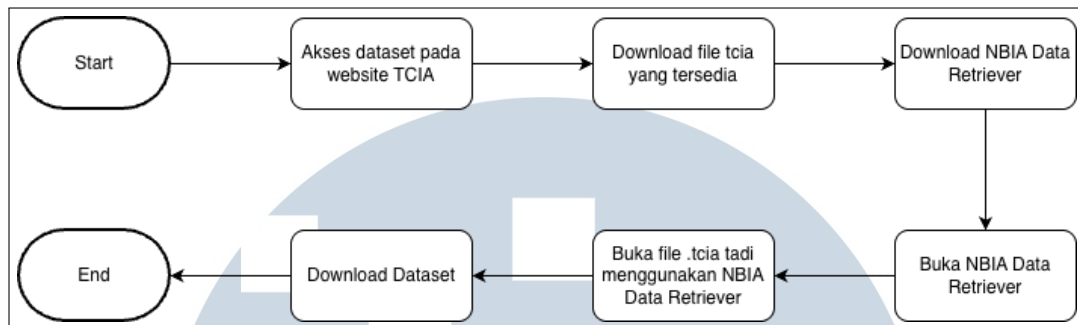 Start
Akses dataset pada
website TCIA
Download file tcia
yang tersedia
Download NBIA Data
Retriever
Buka NBIA Data
Retriever
Buka file .tcia tadi
menggunakan NBIA
Data Retriever
Download Dataset
End